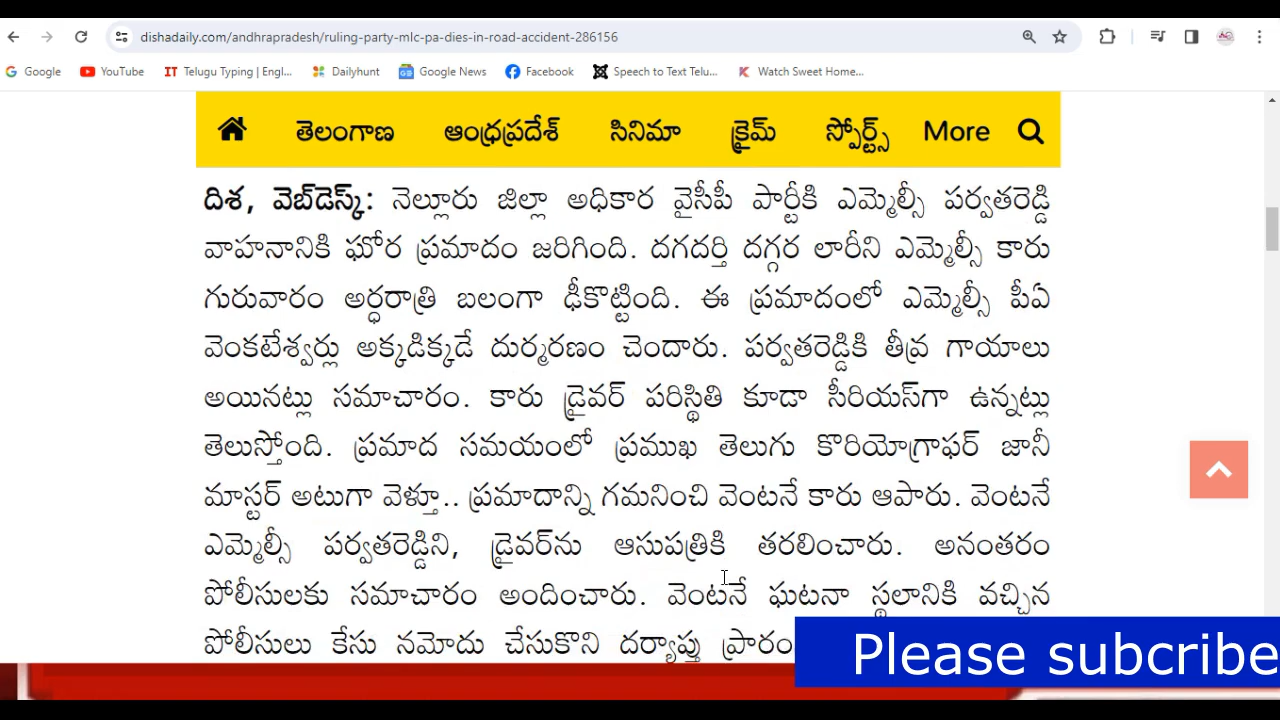 dishadaily.com/andhrapradesh/ruling-party-mlc-pa-dies-in-road-accident-286156
Google YouTube IT Telugu Typing | Engl... Dailyhunt Google News Facebook Speech to Text Telu... Watch Sweet Home...
తెలంగాణ ఆంధ్రప్రదేశ్ సినిమా క్రైమ్ స్పోర్ట్స్ More
దిశ, వెబ్‌డెస్క్: నెల్లూరు జిల్లా అధికార వైసీపీ పార్టీకి ఎమ్మెల్సీ పర్వతరెడ్డి
వాహనానికి ఘోర ప్రమాదం జరిగింది. దగదర్తి దగ్గర లారీని ఎమ్మెల్సీ కారు
గురువారం అర్ధరాత్రి బలంగా ఢీకొట్టింది. ఈ ప్రమాదంలో ఎమ్మెల్సీ పీఏ
వెంకటేశ్వర్లు అక్కడిక్కడే దుర్మరణం చెందారు. పర్వతరెడ్డికి తీవ్ర గాయాలు
అయినట్లు సమాచారం. కారు డ్రైవర్ పరిస్థితి కూడా సీరియస్‌గా ఉన్నట్లు
తెలుస్తోంది. ప్రమాద సమయంలో ప్రముఖ తెలుగు కొరియోగ్రాఫర్ జానీ
మాస్టర్ అటుగా వెళ్తూ.. ప్రమాదాన్ని గమనించి వెంటనే కారు ఆపారు. వెంటనే
ఎమ్మెల్సీ పర్వతరెడ్డిని, డ్రైవర్‌ను ఆసుపత్రికి తరలించారు. అనంతరం
పోలీసులకు సమాచారం అందించారు. వెంటనే ఘటనా స్థలానికి వచ్చిన
పోలీసులు కేసు నమోదు చేసుకొని దర్యాప్తు
Please subcribe